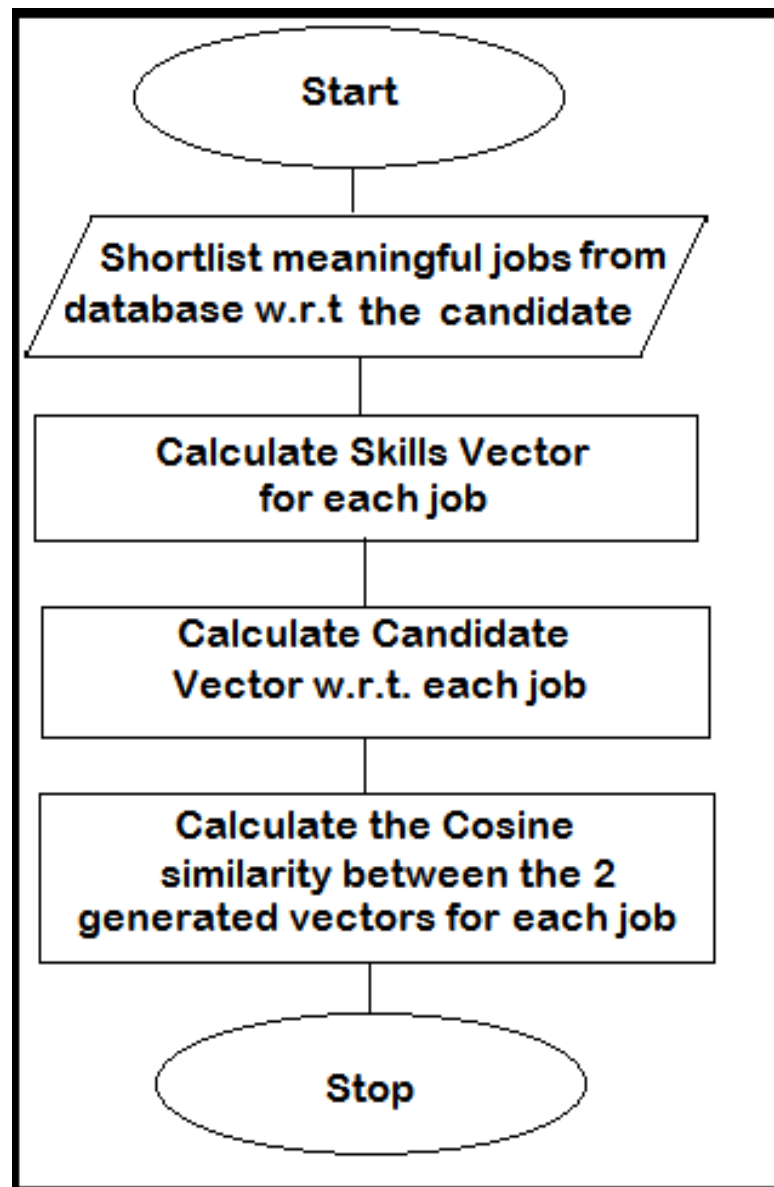 Start
Shortlist meaningful jobs from
database w.r.t the candidate
Calculate Skills Vector
for each job
Calculate Candidate
Vector w.r.t. each job
Calculate the Cosine
similarity between the 2
generated vectors for each job
Stop